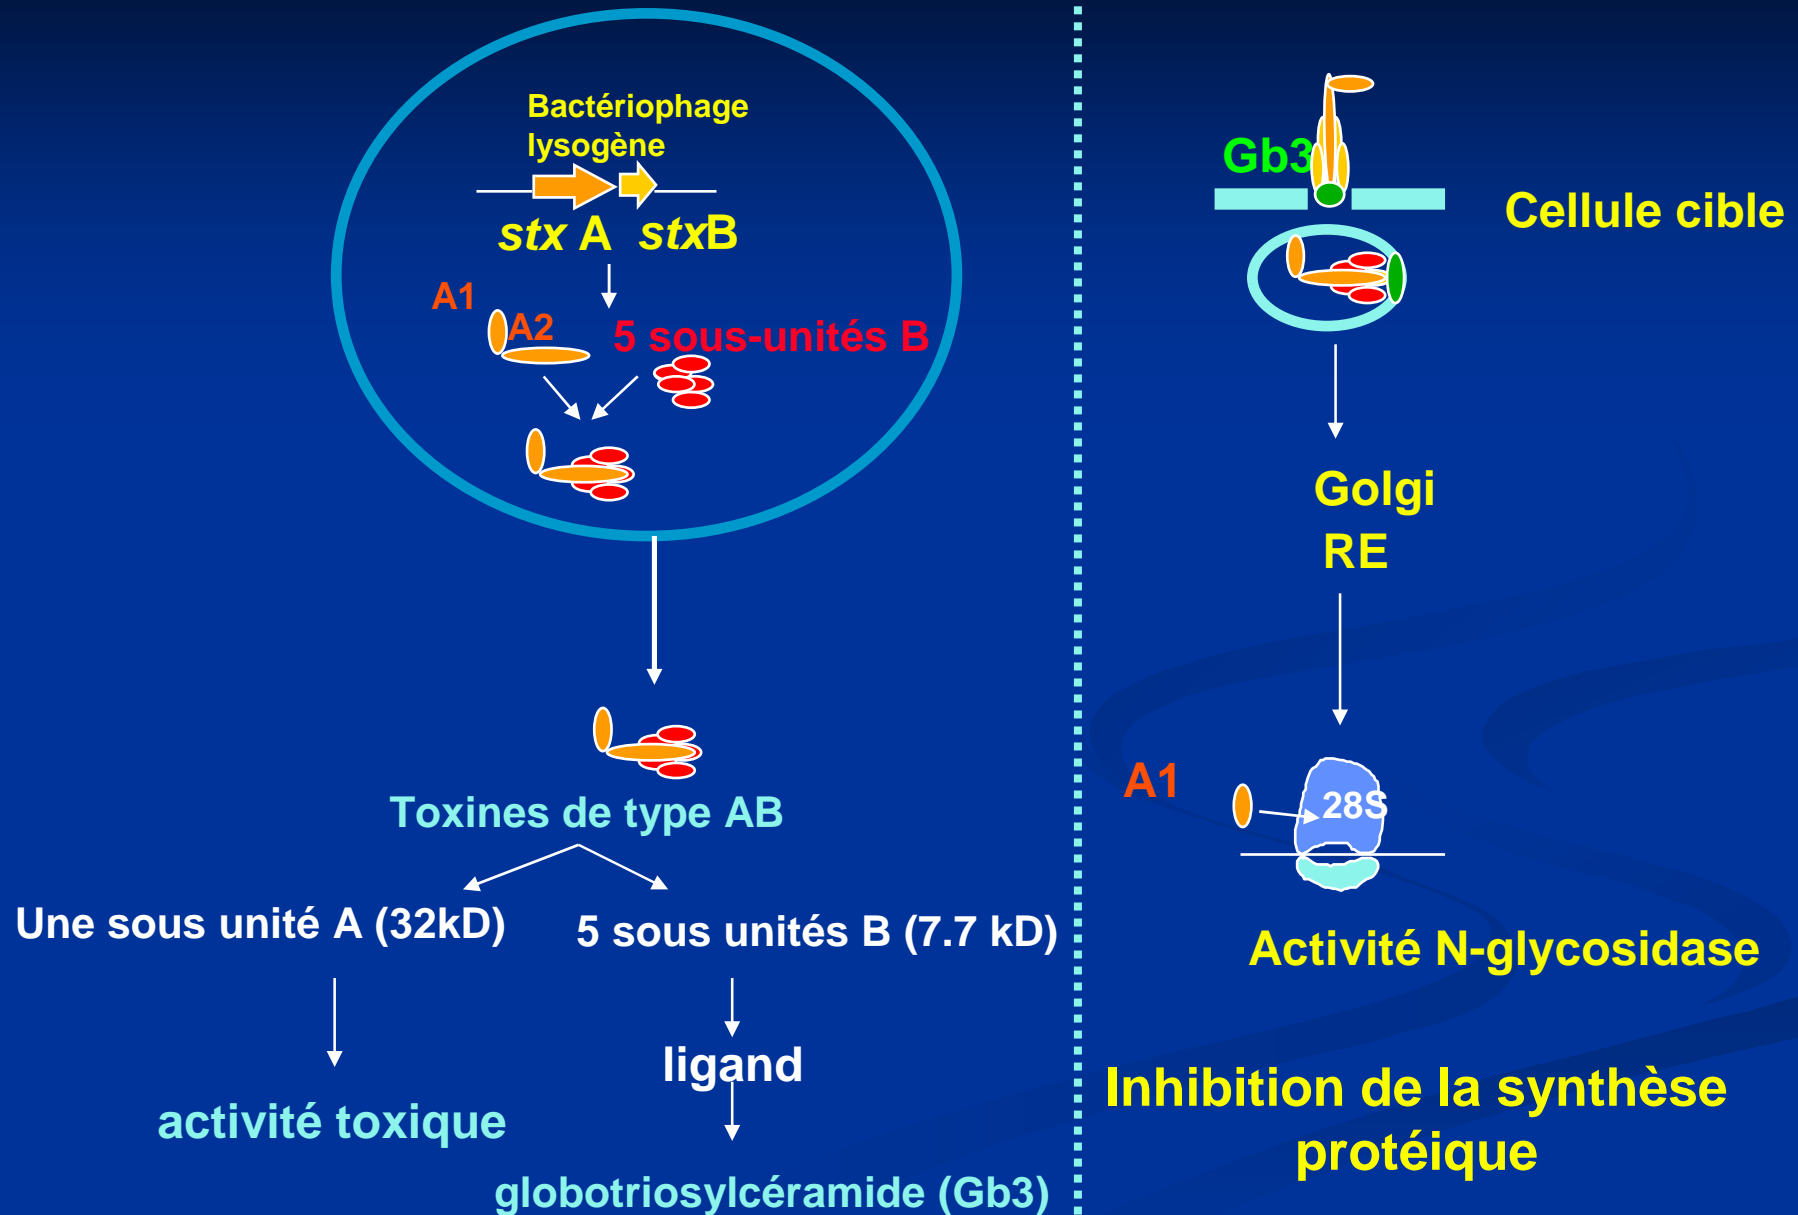 Bactériophage
lysogène
stx A stxB
A1
A2
5 sous-unités B
Toxines de type AB
Une sous unité A (32kD)
5 sous unités B (7.7 kD)
activité toxique
ligand
globotriosylcéramide (Gb3)
Gb3
Cellule cible
Golgi
RE
A1
28S
Activité N-glycosidase
Inhibition de la synthèse
protéique